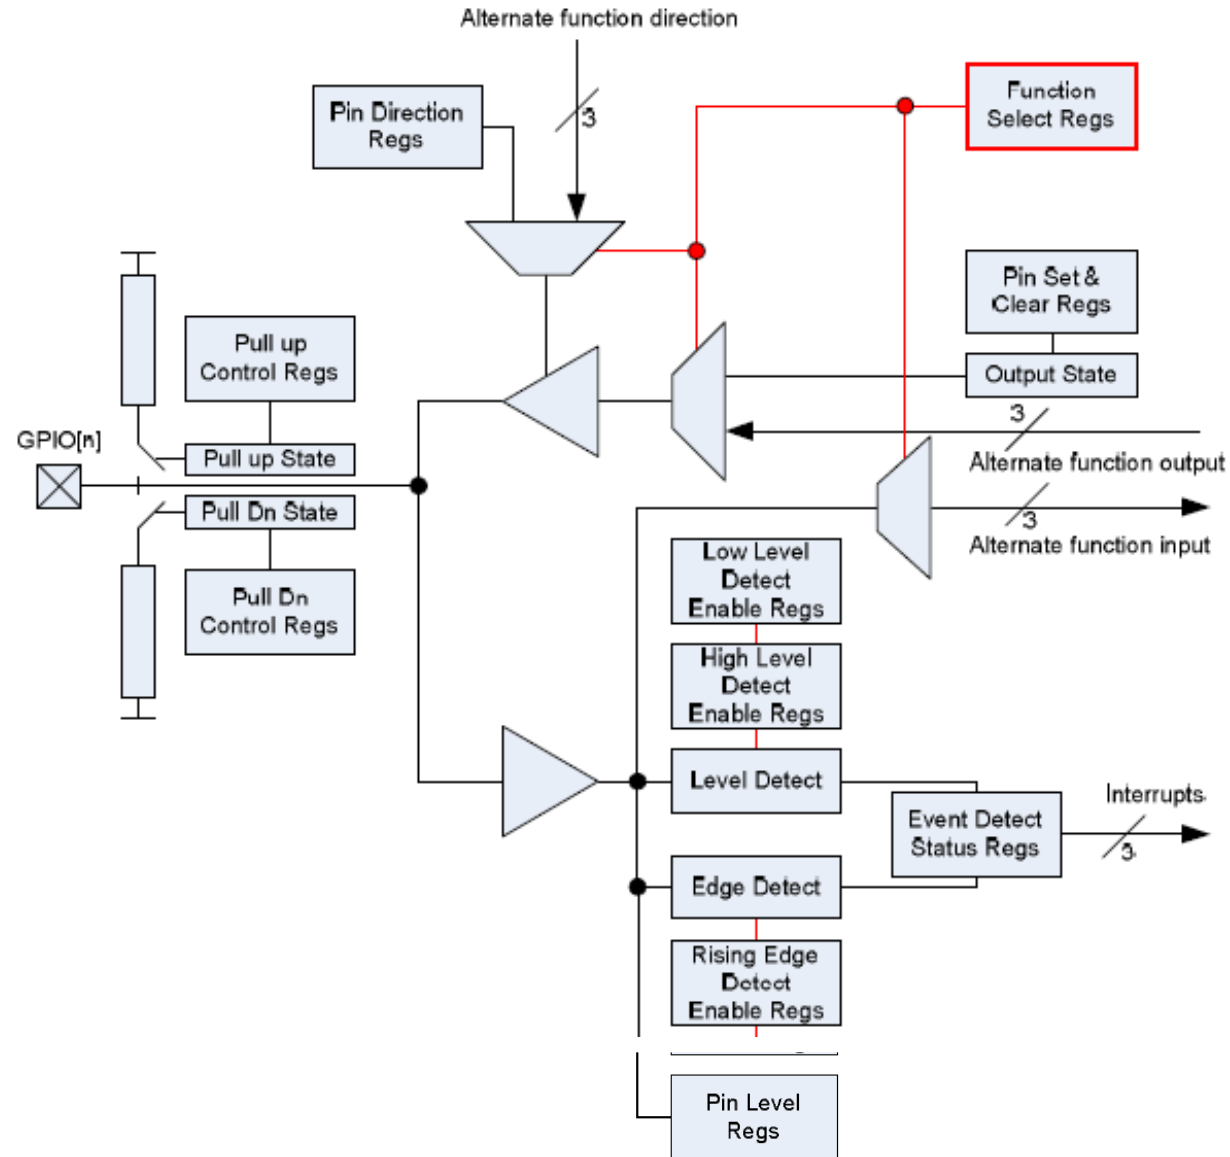 Alternate function direction
3
Pin Direction
Regs
Function
Select Regs
Pin Set &
Clear Regs
Output State
3
Alternate function output
3
Alternate function input
Pull up
Control Regs
GPIO[n]
Pull up State
Pull Dn State
Pull Dn
Control Regs
Low Level
Detect
Enable Regs
High Level
Detect
Enable Regs
Level Detect
Event Detect
Status Regs
Interrupts
3
Edge Detect
Rising Edge
Detect
Enable Regs
Pin Level
Regs